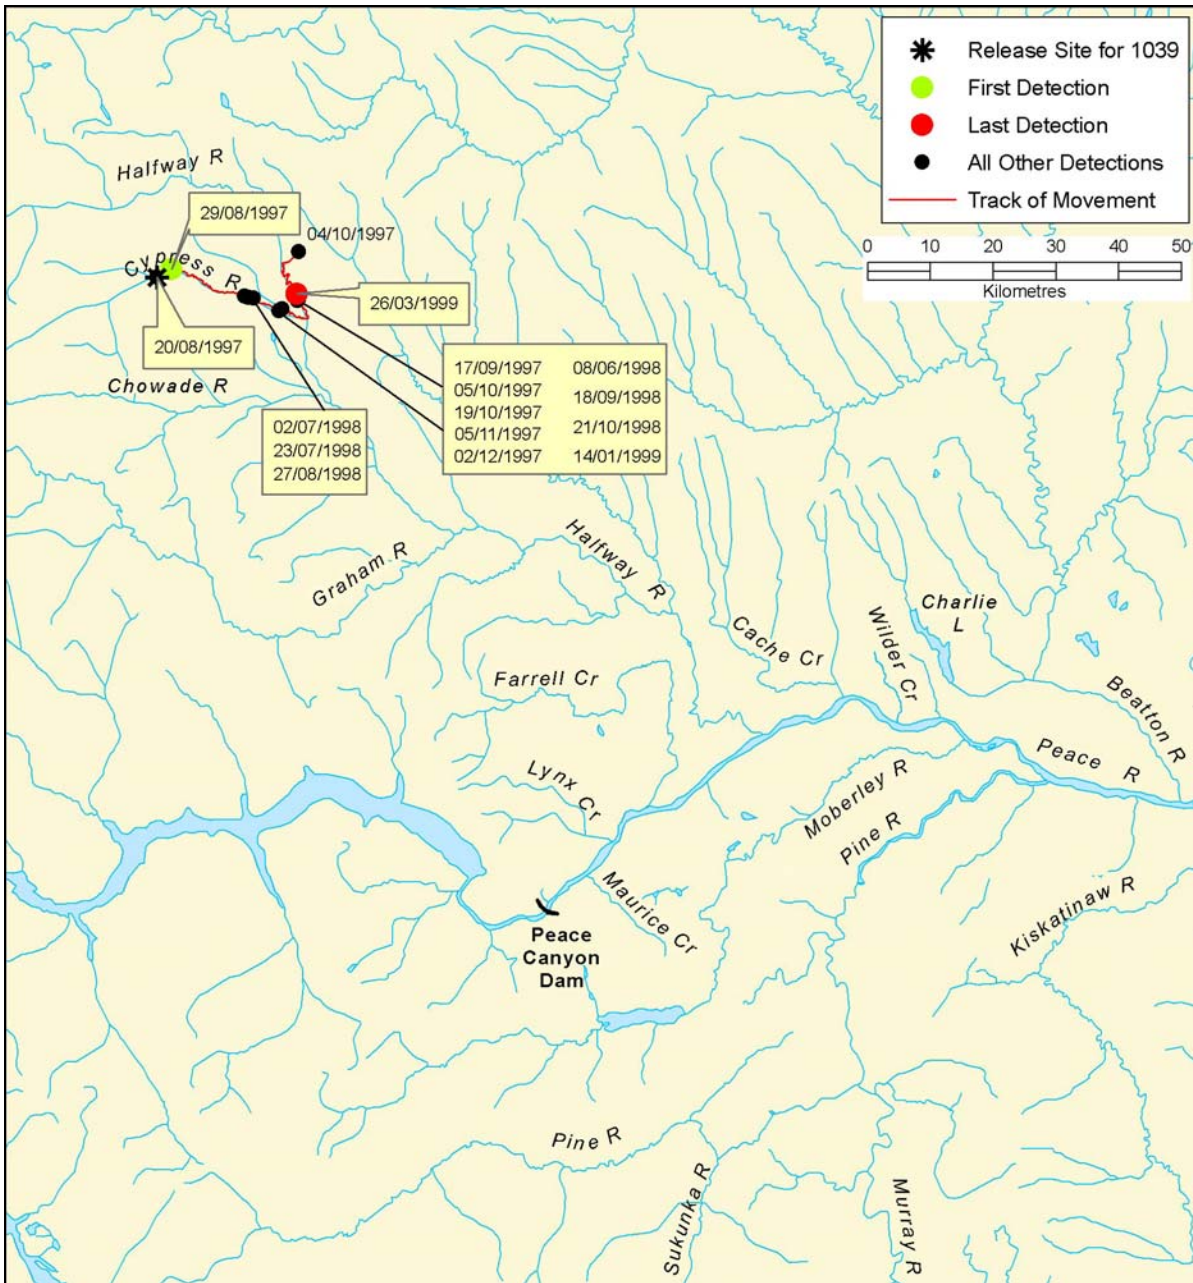 Release Site for 1039
First Detection
Last Detection
All Other Detections
Track of Movement
0 10 20 30 40 50
Kilometres
Halfway R
29/08/1997
04/10/1997
Cypress R
26/03/1999
20/08/1997
Chowade R
17/09/1997 08/06/1998
05/10/1997 18/09/1998
19/10/1997
05/11/1997 21/10/1998
02/12/1997 14/01/1999
02/07/1998
23/07/1998
27/08/1998
Halfway R
Graham R
Charlie
L
Wilder Cr
Cache Cr
Farrell Cr
Beatton R
Peace R
Lynx Cr
Moberley R
Pine R
Maurice Cr
Kiskatinaw R
Peace
Canyon
Dam
Pine R
Sukunka R
Murray R